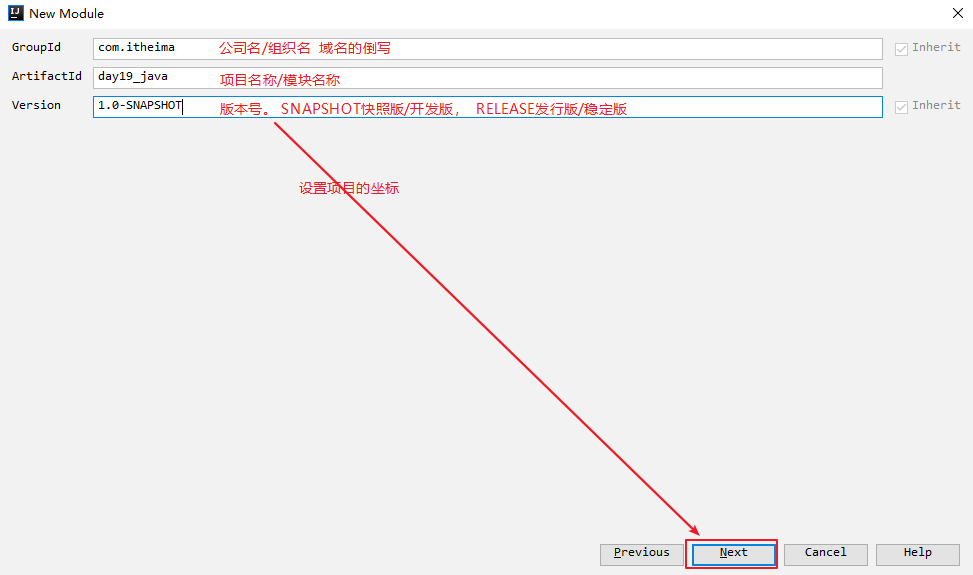 New Module
GroupId com.itheima 公司名/组织名 域名的倒写 Inherit
ArtifactId day19_java 项目名称/模块名称
Version 1.0-SNAPSHOT 版本号。 SNAPSHOT快照版/开发版， RELEASE发行版/稳定版 Inherit
设置项目的坐标
Previous Next Cancel Help